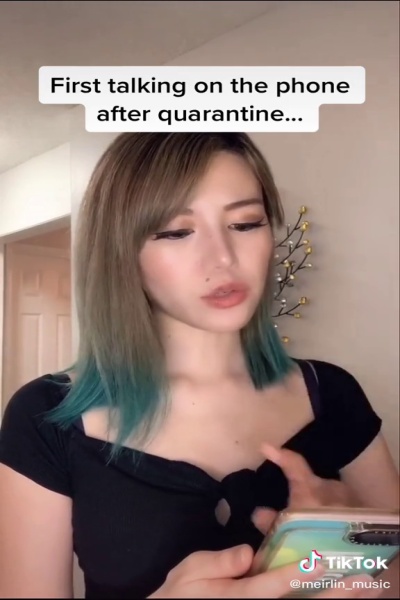 First talking on the phone
after quarantine...
TikTok
@meirlin_music